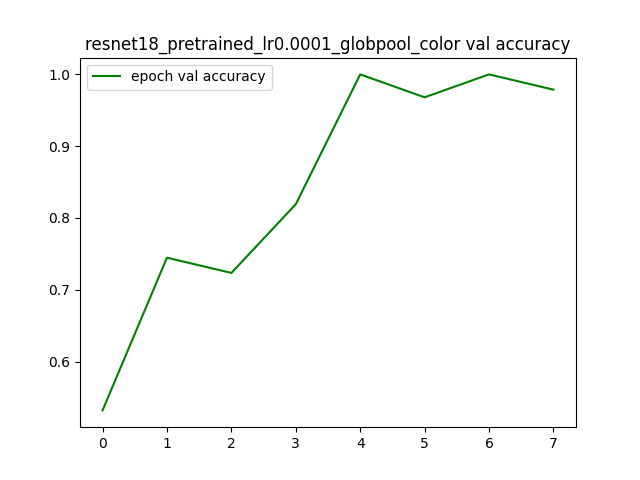 resnet18_pretrained_lr0.0001_globpool_color val accuracy
epoch val accuracy
1.0
0.9
0.8
0.7
0.6
0 1 2 3 4 5 6 7